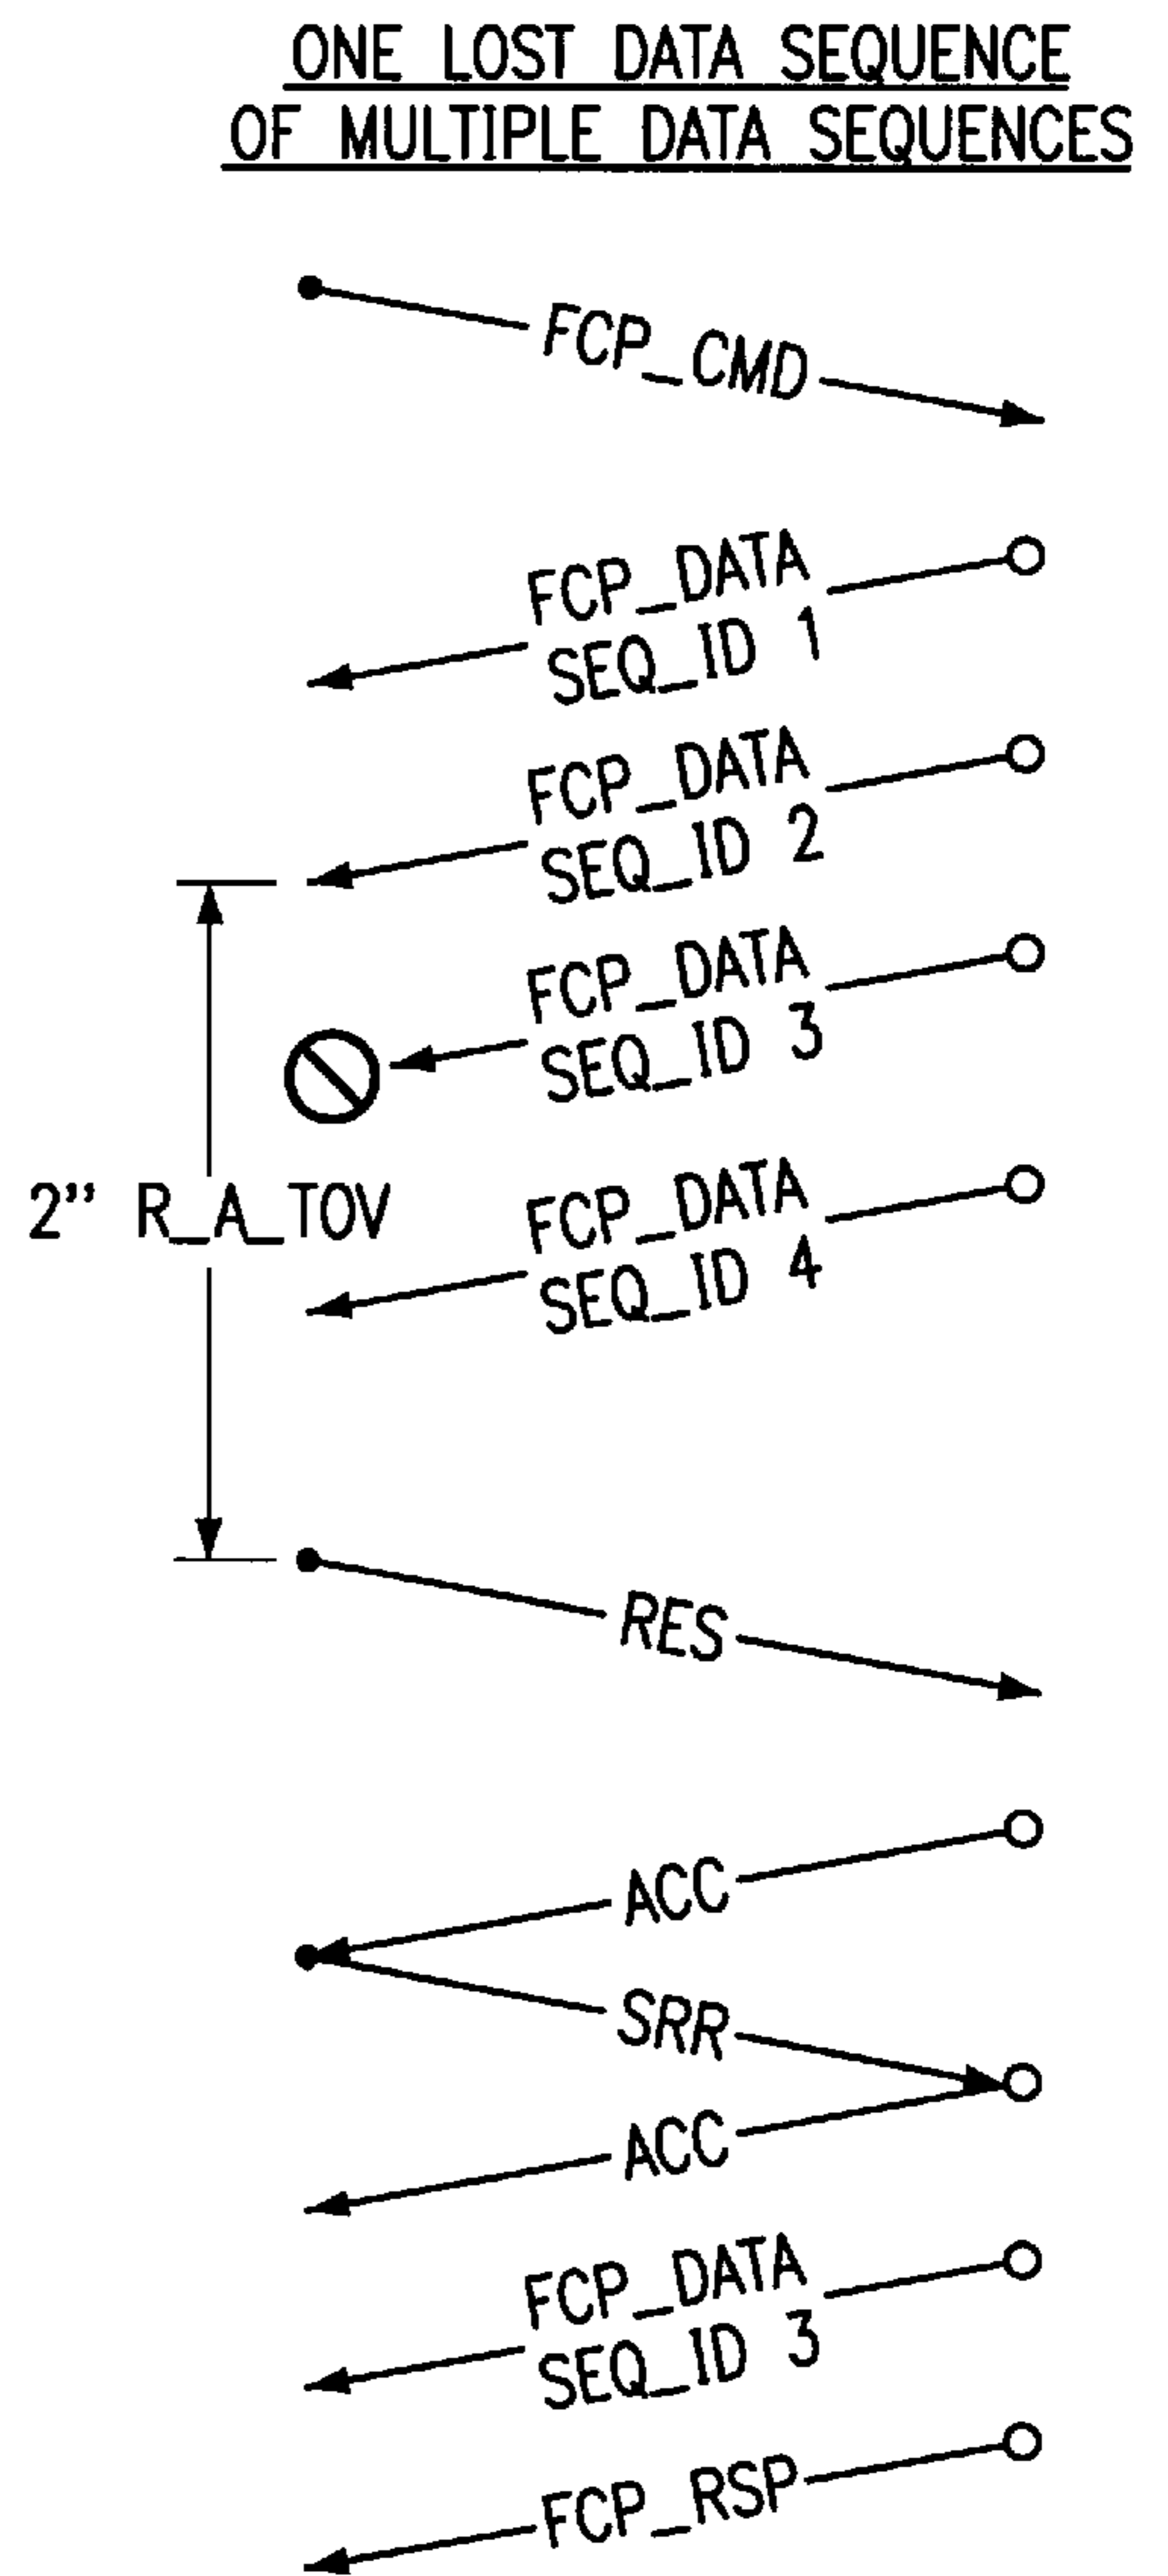 ONE LOST DATA SEQUENCE
OF MULTIPLE DATA SEQUENCES
FCP_CMD
FCP_DATA
SEQ_ID 1
FCP_DATA
SEQ_ID 2
FCP_DATA
SEQ_ID 3
2" R_A_TOV
FCP_DATA
SEQ_ID 4
RES
ACC
SRR
ACC
FCP_DATA
SEQ_ID 3
FCP_RSP